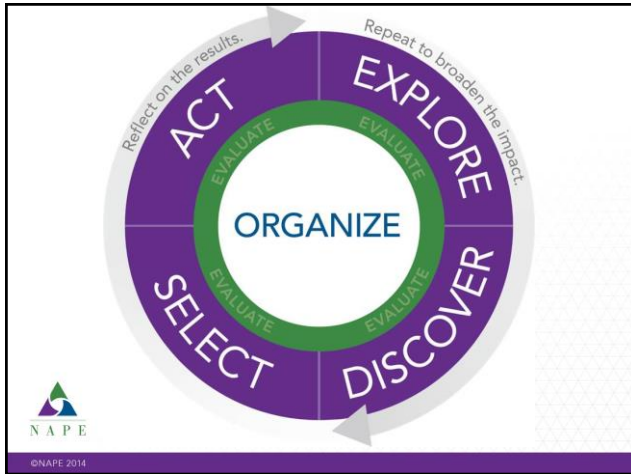 Reflect on the results.
Repeat to broaden the impact.
ACT
EXPLORE
EVALUATE
EVALUATE
ORGANIZE
EVALUATE
EVALUATE
SELECT
DISCOVER
NAPE
©NAPE 2014